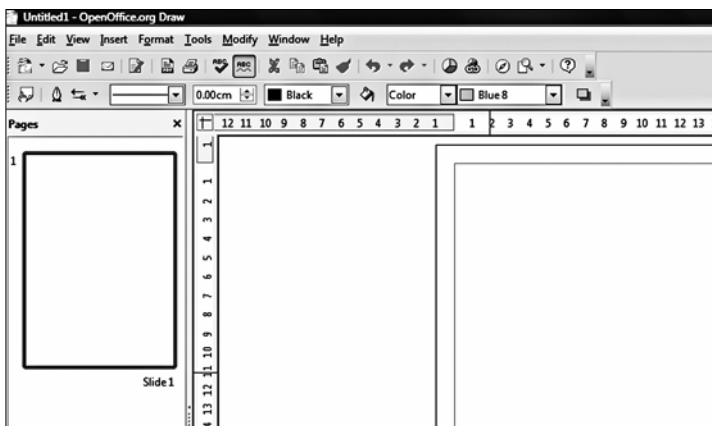 Untitled1 - OpenOffice.org Draw
File Edit View Insert Format Tools Modify Window Help
ABC ABC
0.00cm Black Color Blue 8
Pages
12 11 10 9 8 7 6 5 4 3 2 1 1 2 3 4 5 6 7 8 9 10 11 12 13
1
1
1
2
3
4
5
6
7
8
9
10
11
12
13
Slide 1